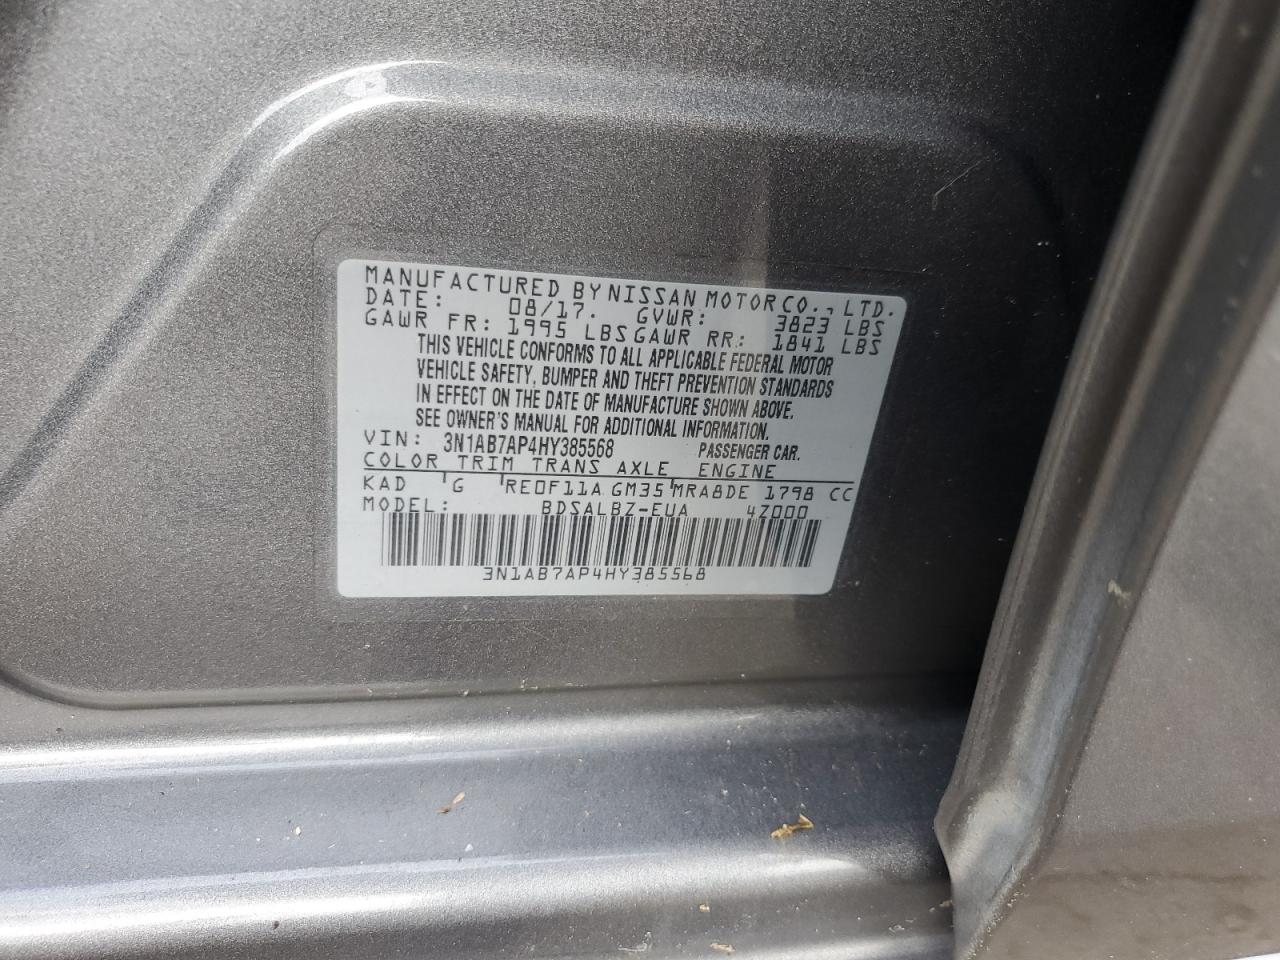 MANUFACTURED BY NISSAN MOTOR CO., LTD.
DATE: 08/17. GVWR: 3823 LBS
GAWR FR: 1995 LBS GAWR RR: 1841 LBS
THIS VEHICLE CONFORMS TO ALL APPLICABLE FEDERAL MOTOR
VEHICLE SAFETY, BUMPER AND THEFT PREVENTION STANDARDS
IN EFFECT ON THE DATE OF MANUFACTURE SHOWN ABOVE.
SEE OWNER'S MANUAL FOR ADDITIONAL INFORMATION.
VIN: 3N1AB7AP4HY385568 PASSENGER CAR.
COLOR TRIM TRANS AXLE ENGINE
KAD G RE0F11A GM35 MRA8DE 1798 CC
MODEL: BDSALBZ-EUA 4Z000
3N1AB7AP4HY385568